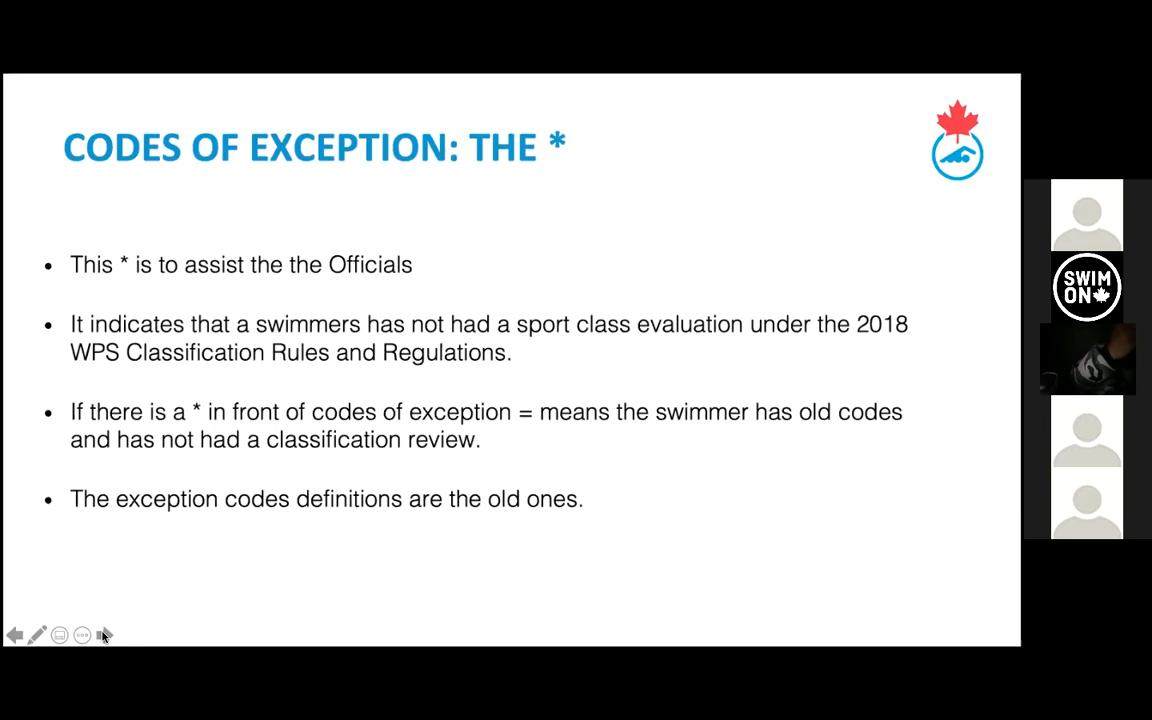 CODES OF EXCEPTION: THE *
• This * is to assist the the Officials
• It indicates that a swimmers has not had a sport class evaluation under the 2018
WPS Classification Rules and Regulations.
• If there is a * in front of codes of exception = means the swimmer has old codes
and has not had a classification review.
• The exception codes definitions are the old ones.
SWIM
ON